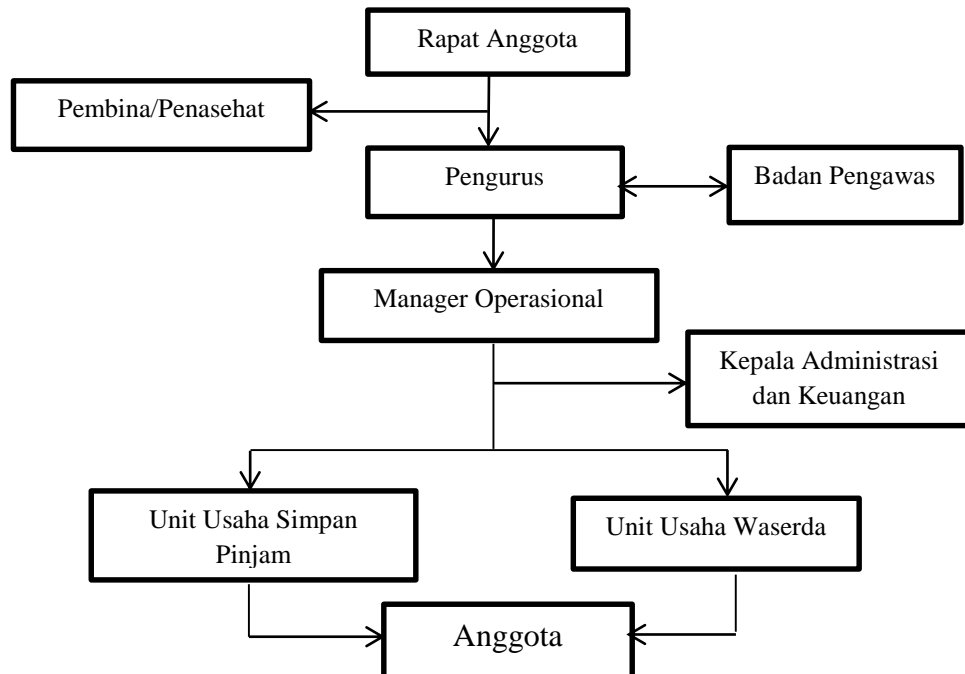 Rapat Anggota
Pembina/Penasehat
Pengurus
Badan Pengawas
Manager Operasional
Kepala Administrasi
dan Keuangan
Unit Usaha Simpan
Pinjam
Unit Usaha Waserda
Anggota